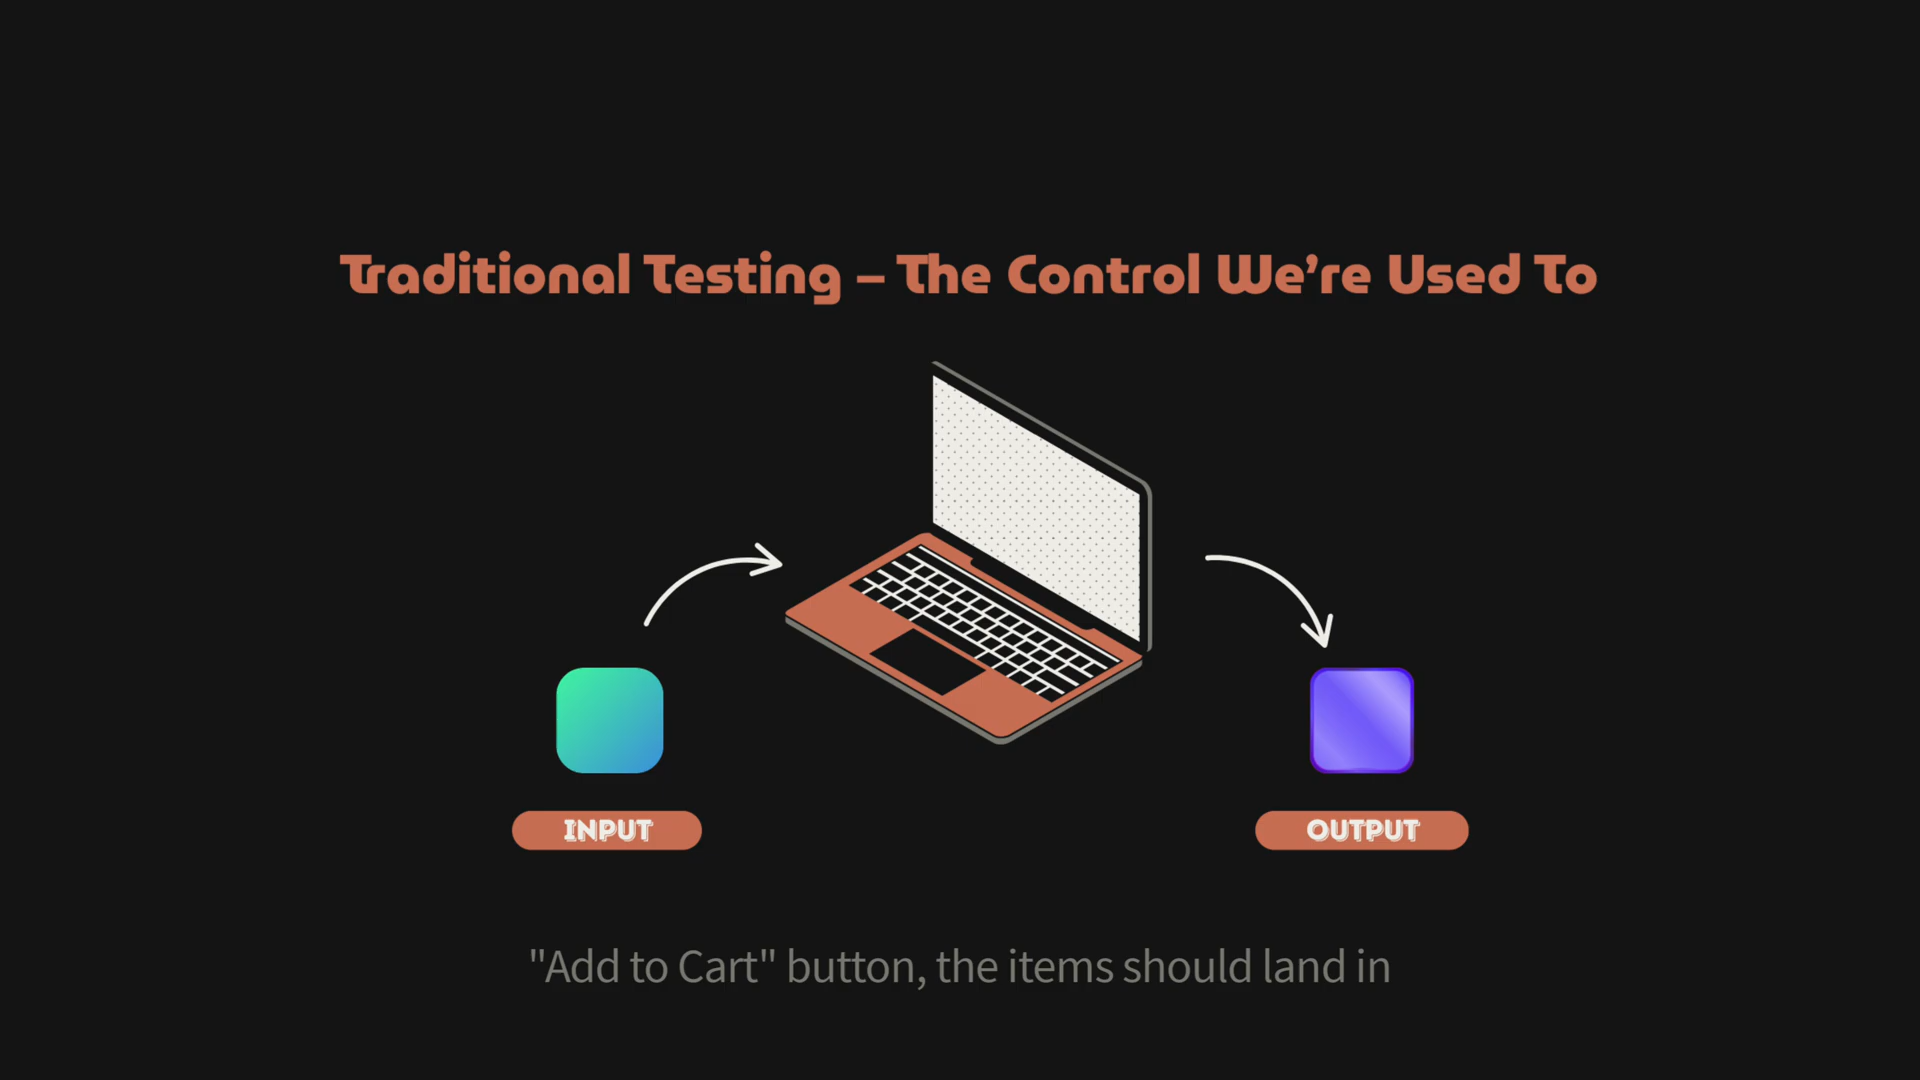 Traditional Testing – The Control We’re Used To
INPUT
OUTPUT
"Add to Cart" button, the items should land in